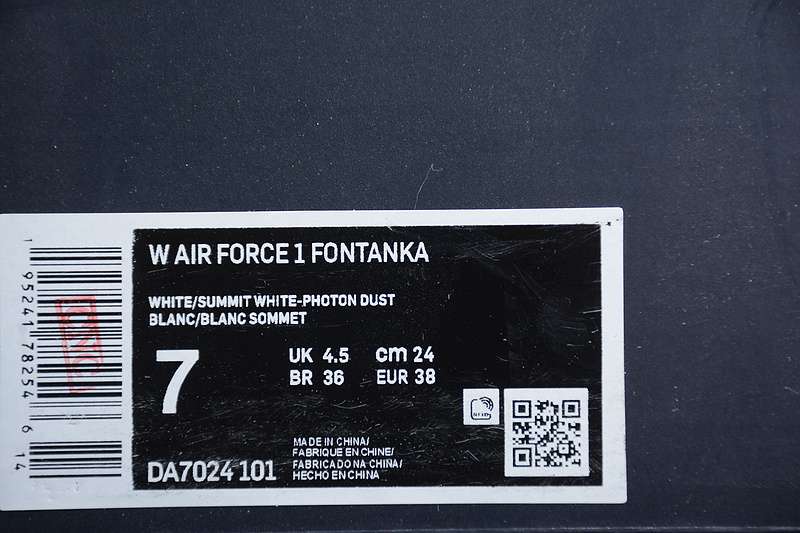 W AIR FORCE 1 FONTANKA
WHITE/SUMMIT WHITE-PHOTON DUST
BLANC/BLANC SOMMET
7
UK 4.5 cm 24
BR 36 EUR 38
MADE IN CHINA/
FABRIQUE EN CHINE/
FABRICADO NA CHINA/
HECHO EN CHINA
DA7024 101
1 95241 78254 6
14